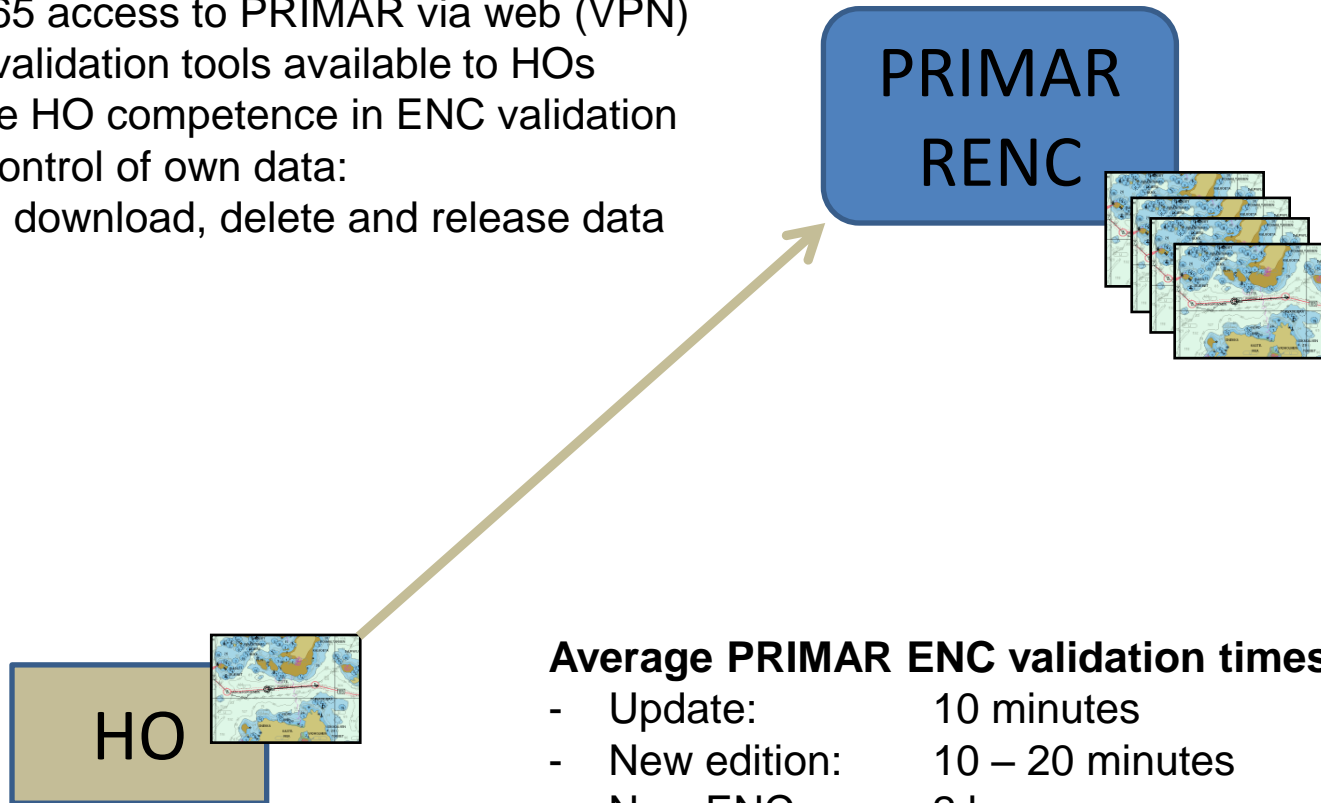 65 access to PRIMAR via web (VPN)
validation tools available to HOs
e HO competence in ENC validation
ontrol of own data:
download, delete and release data
PRIMAR
RENC
HO
Average PRIMAR ENC validation times
- Update: 10 minutes
- New edition: 10 – 20 minutes